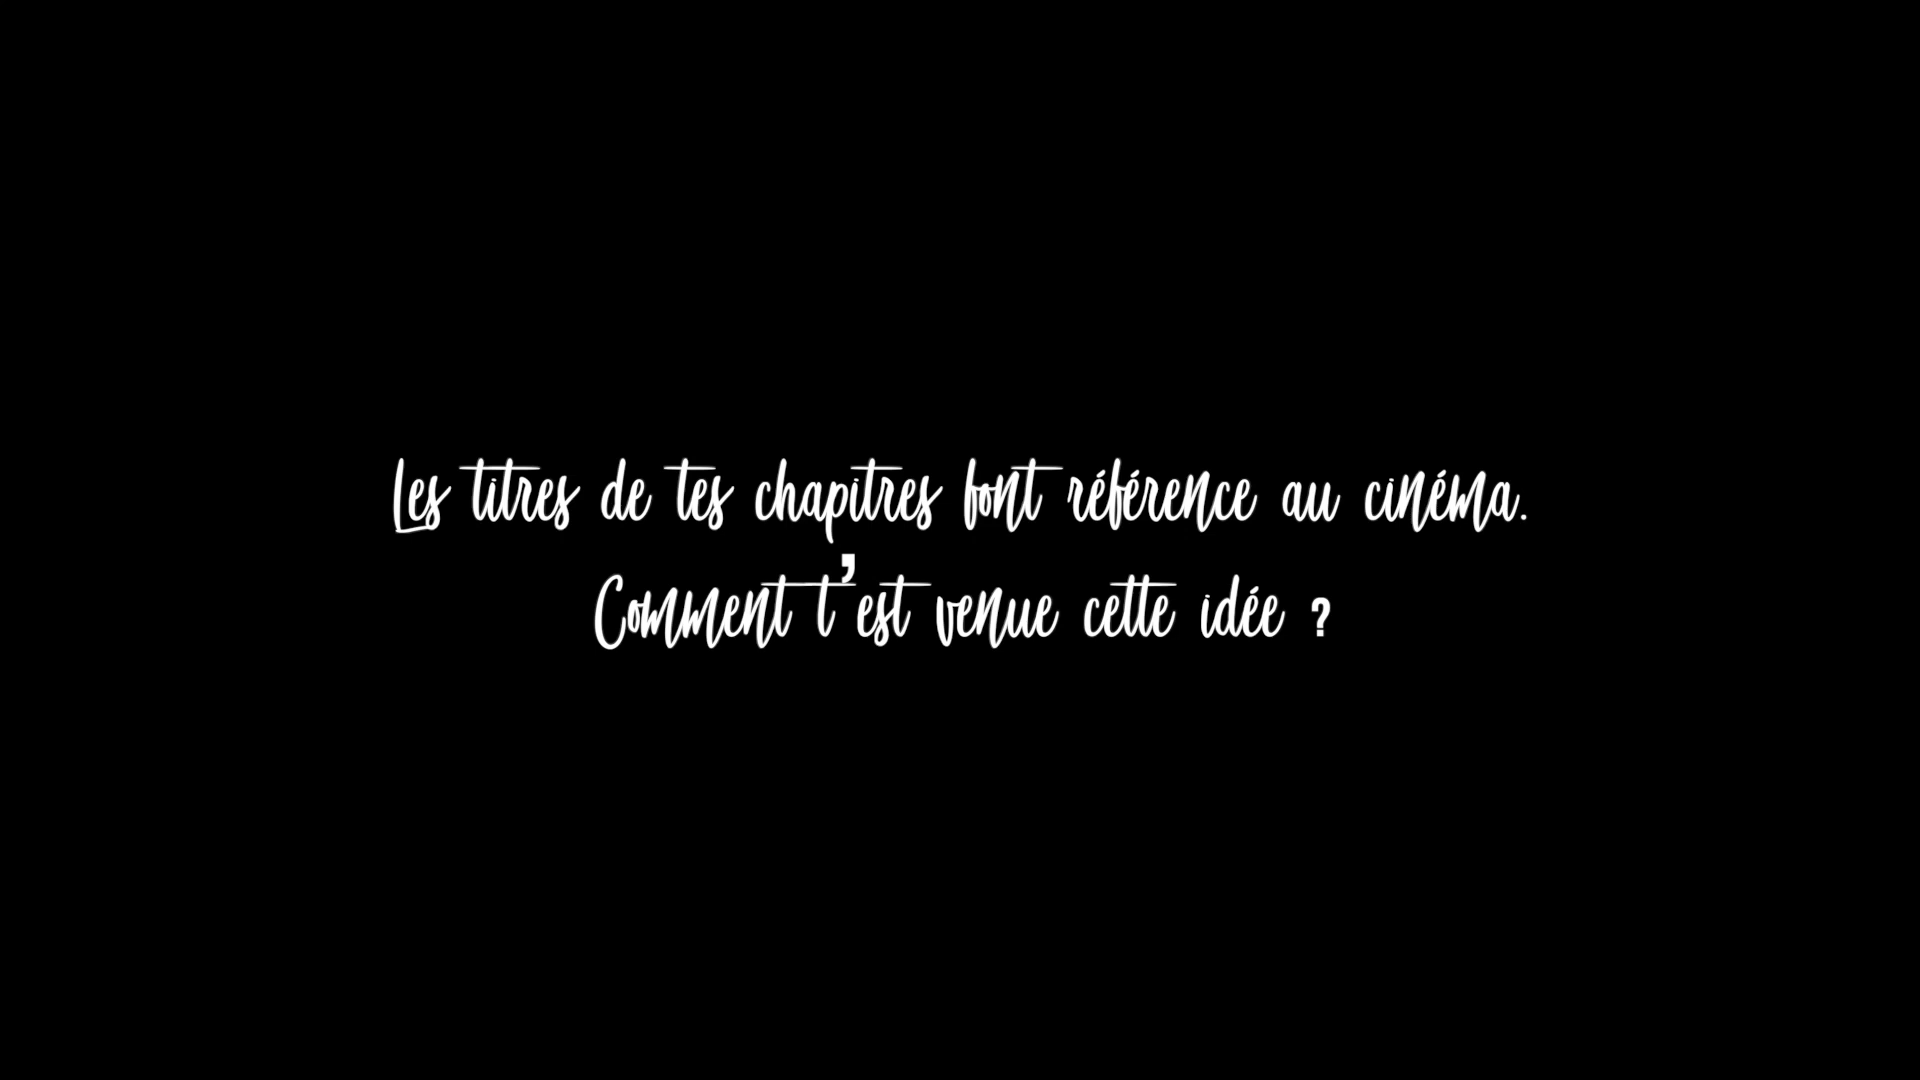 Les titres de tes chapitres font référence au cinéma.
Comment t'est venue cette idée ?